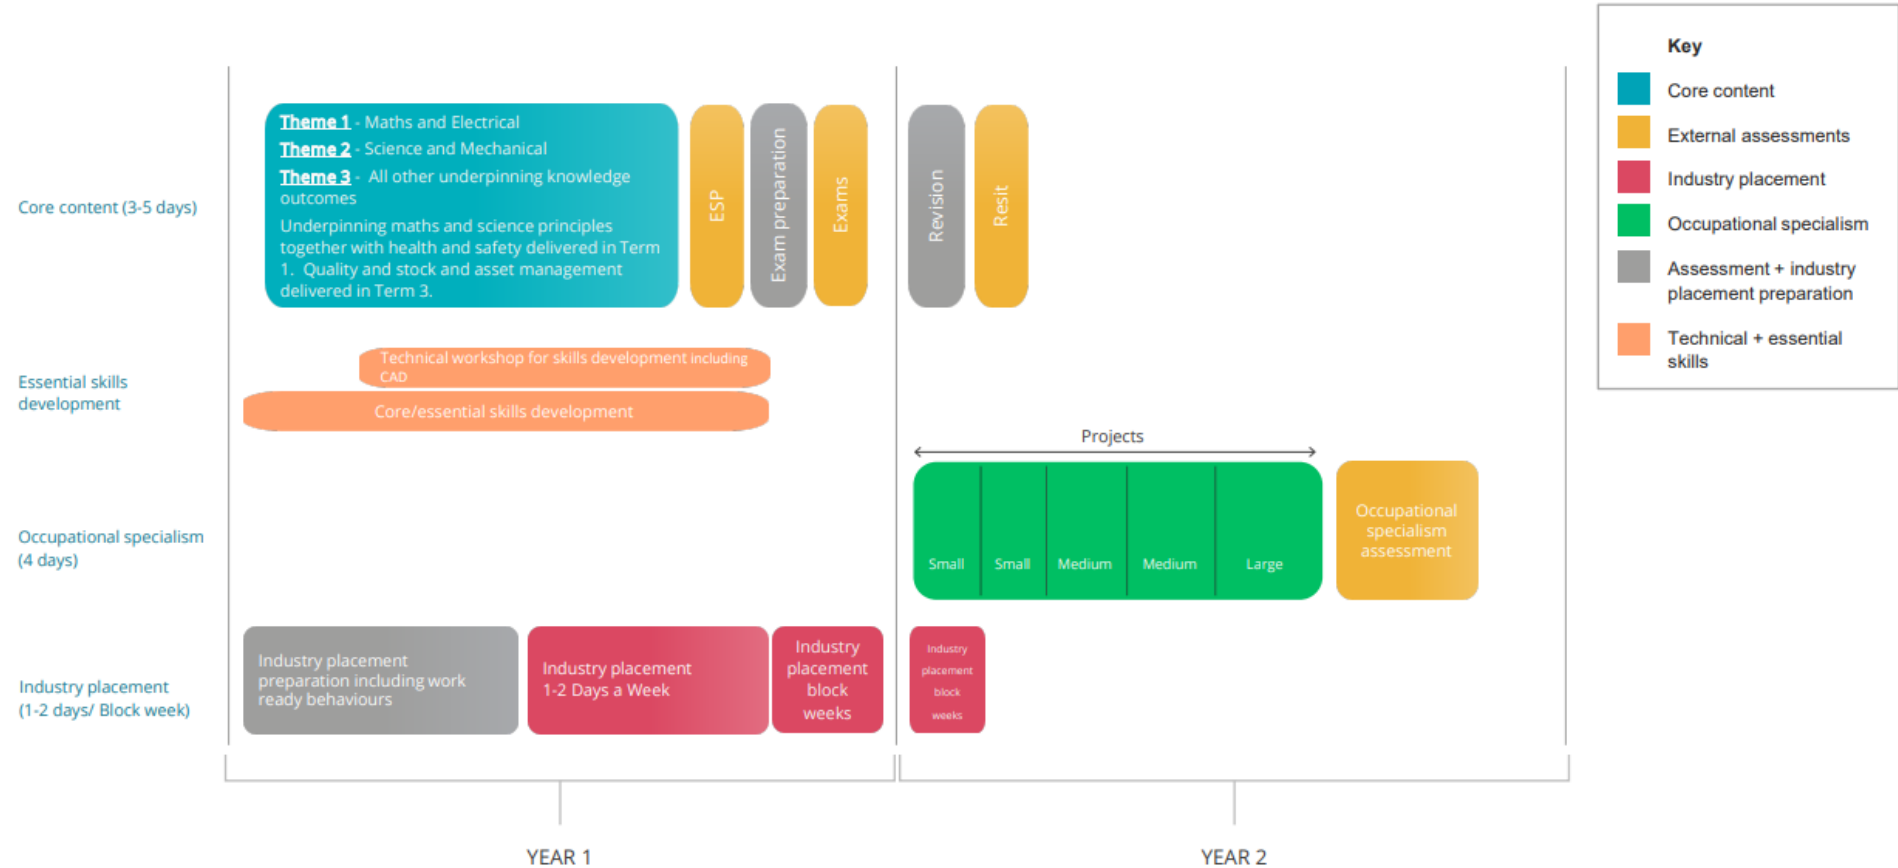 Core content (3-5 days)
Theme 1 - Maths and Electrical
Theme 2 - Science and Mechanical
Theme 3 - All other underpinning knowledge
outcomes
Underpinning maths and science principles
together with health and safety delivered in Term
1. Quality and stock and asset management
delivered in Term 3.
ESP
Exam preparation
Exams
Revision
Resit
Key
Core content
External assessments
Industry placement
Occupational specialism
Assessment + industry
placement preparation
Technical + essential
skills
Essential skills
development
Technical workshop for skills development including
CAD
Core/essential skills development
Occupational specialism
(4 days)
Projects
Small
Small
Medium
Medium
Large
Occupational
specialism
assessment
Industry placement
(1-2 days/ Block week)
Industry placement
preparation including work
ready behaviours
Industry placement
1-2 Days a Week
Industry
placement
block
weeks
Industry
placement
block
weeks
YEAR 1
YEAR 2